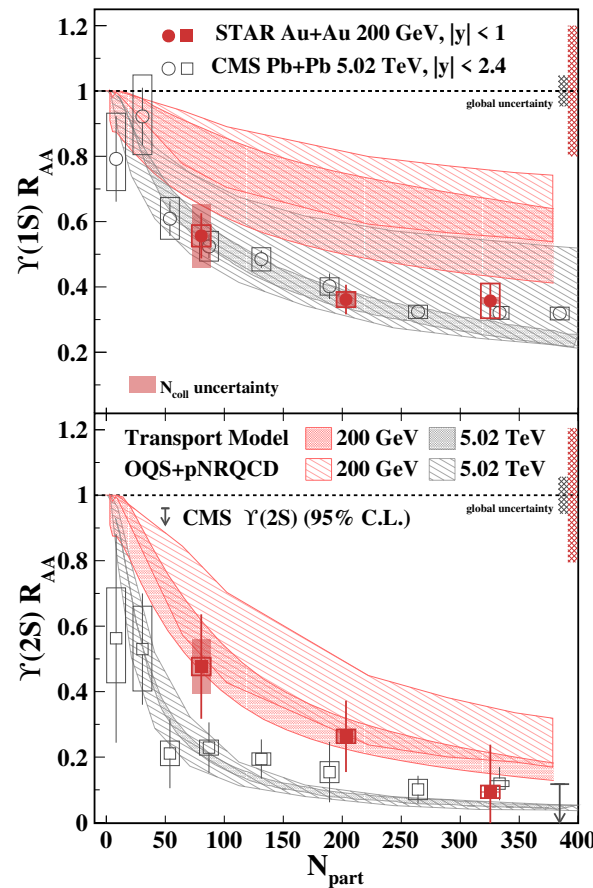 1.2
STAR Au+Au 200 GeV, |y| < 1
CMS Pb+Pb 5.02 TeV, |y| < 2.4
1
global uncertainty
0.8
ϒ(1S) R_AA
0.6
0.4
0.2
N_coll uncertainty
1.2
Transport Model 200 GeV 5.02 TeV
OQS+pNRQCD 200 GeV 5.02 TeV
1
global uncertainty
CMS ϒ(2S) (95% C.L.)
0.8
ϒ(2S) R_AA
0.6
0.4
0.2
0
0 50 100 150 200 250 300 350 400
N_part